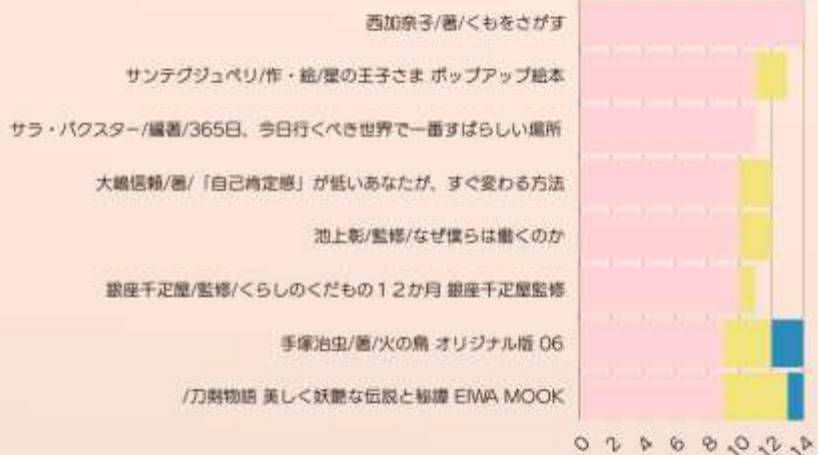 西加奈子/著/くもをさがす
サンテグジュペリ/作・絵/星の王子さま ポップアップ絵本
サラ・バクスター/編著/365日、今日行くべき世界で一番すばらしい場所
大嶋信頼/著/「自己肯定感」が低いあなたが、すぐ変わる方法
池上彰/監修/なぜ僕らは働くのか
銀座千疋屋/監修/くらしのくだもの12か月 銀座千疋屋監修
手塚治虫/著/火の鳥 オリジナル版 06
/刀剣物語 美しく妖艶な伝説と秘譚 EIWA MOOK
0 2 4 6 8 10 12 14